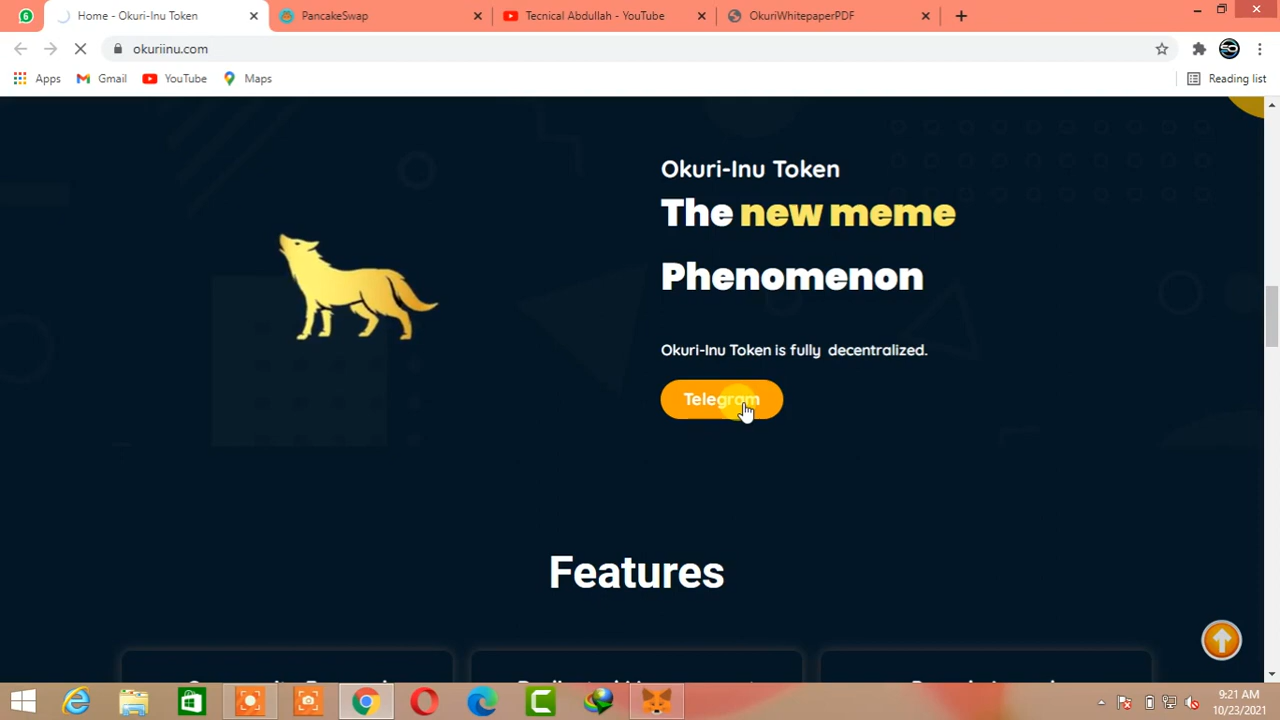 6
Home - Okuri-Inu Token
PancakeSwap
Tecnical Abdullah - YouTube
OkuriWhitepaperPDF
okuriinu.com
Apps
Gmail
YouTube
Maps
Reading list
Okuri-Inu Token
The new meme
Phenomenon
Okuri-Inu Token is fully decentralized.
Telegram
Features
9:21 AM
10/23/2021